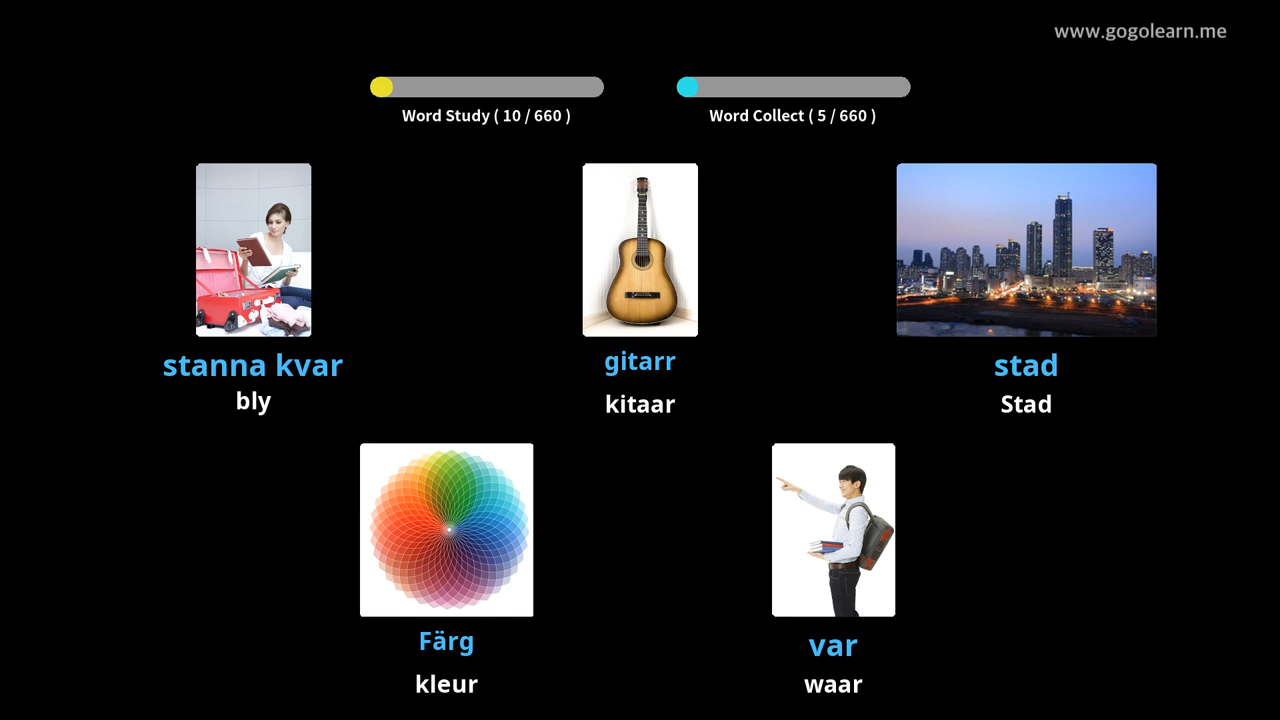 www.gogolearn.me
Word Study ( 10 / 660 )
Word Collect ( 5 / 660 )
stanna kvar
bly
gitarr
kitaar
stad
Stad
Färg
kleur
var
waar